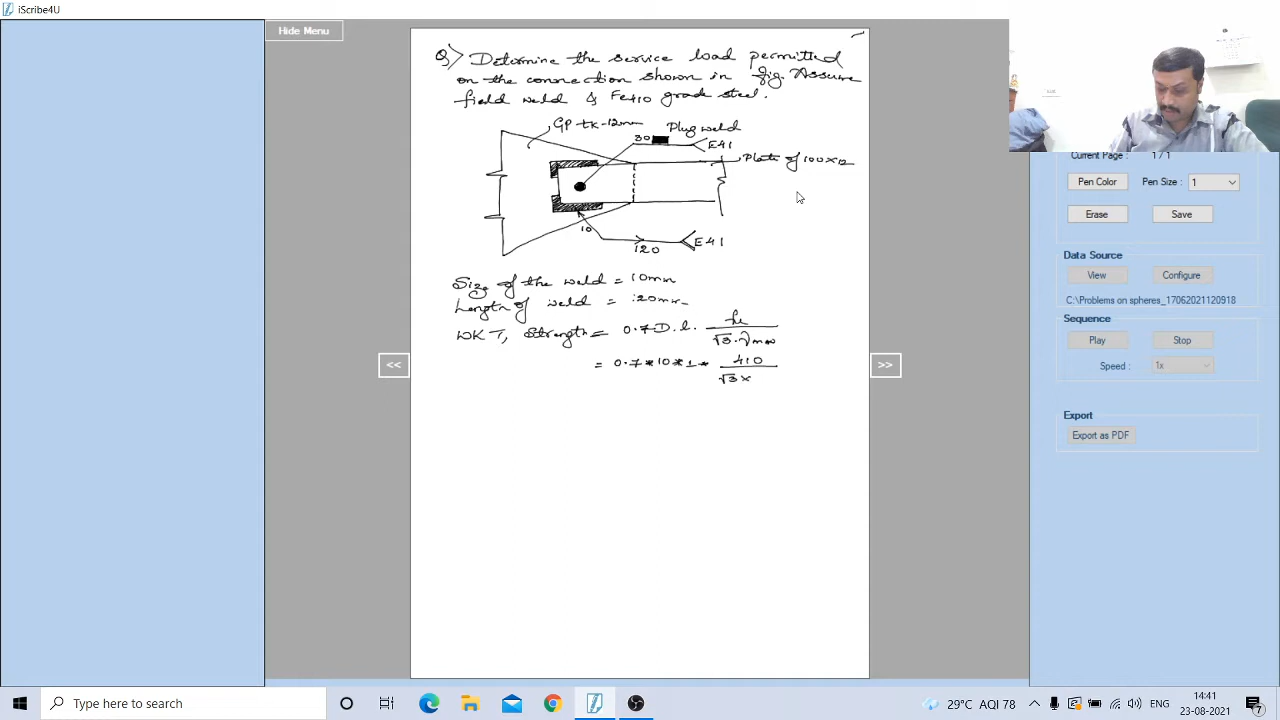 iScribe4U
Hide Menu
Q> Determine the service load permitted
on the connection shown in fig. Assume
field weld & Fe410 grade steel.
GP-tk-12mm
30
Plug weld
E41
Plate of 100x12
10
120
E41
Size of the weld = 10mm
Length of weld = 120mm
WKT, Strength = 0.7 D. l. fu
√3.γmw
= 0.7*10*1* 410
√3x
<<
>>
Current Page: 1 / 1
Pen Color
Pen Size :
1
Erase
Save
Data Source
View
Configure
C:\Problems on spheres_17062021120918
Sequence
Play
Stop
Speed :
1x
Export
Export as PDF
Type here to search
29°C AQI 78
ENG
14:41
23-08-2021
7